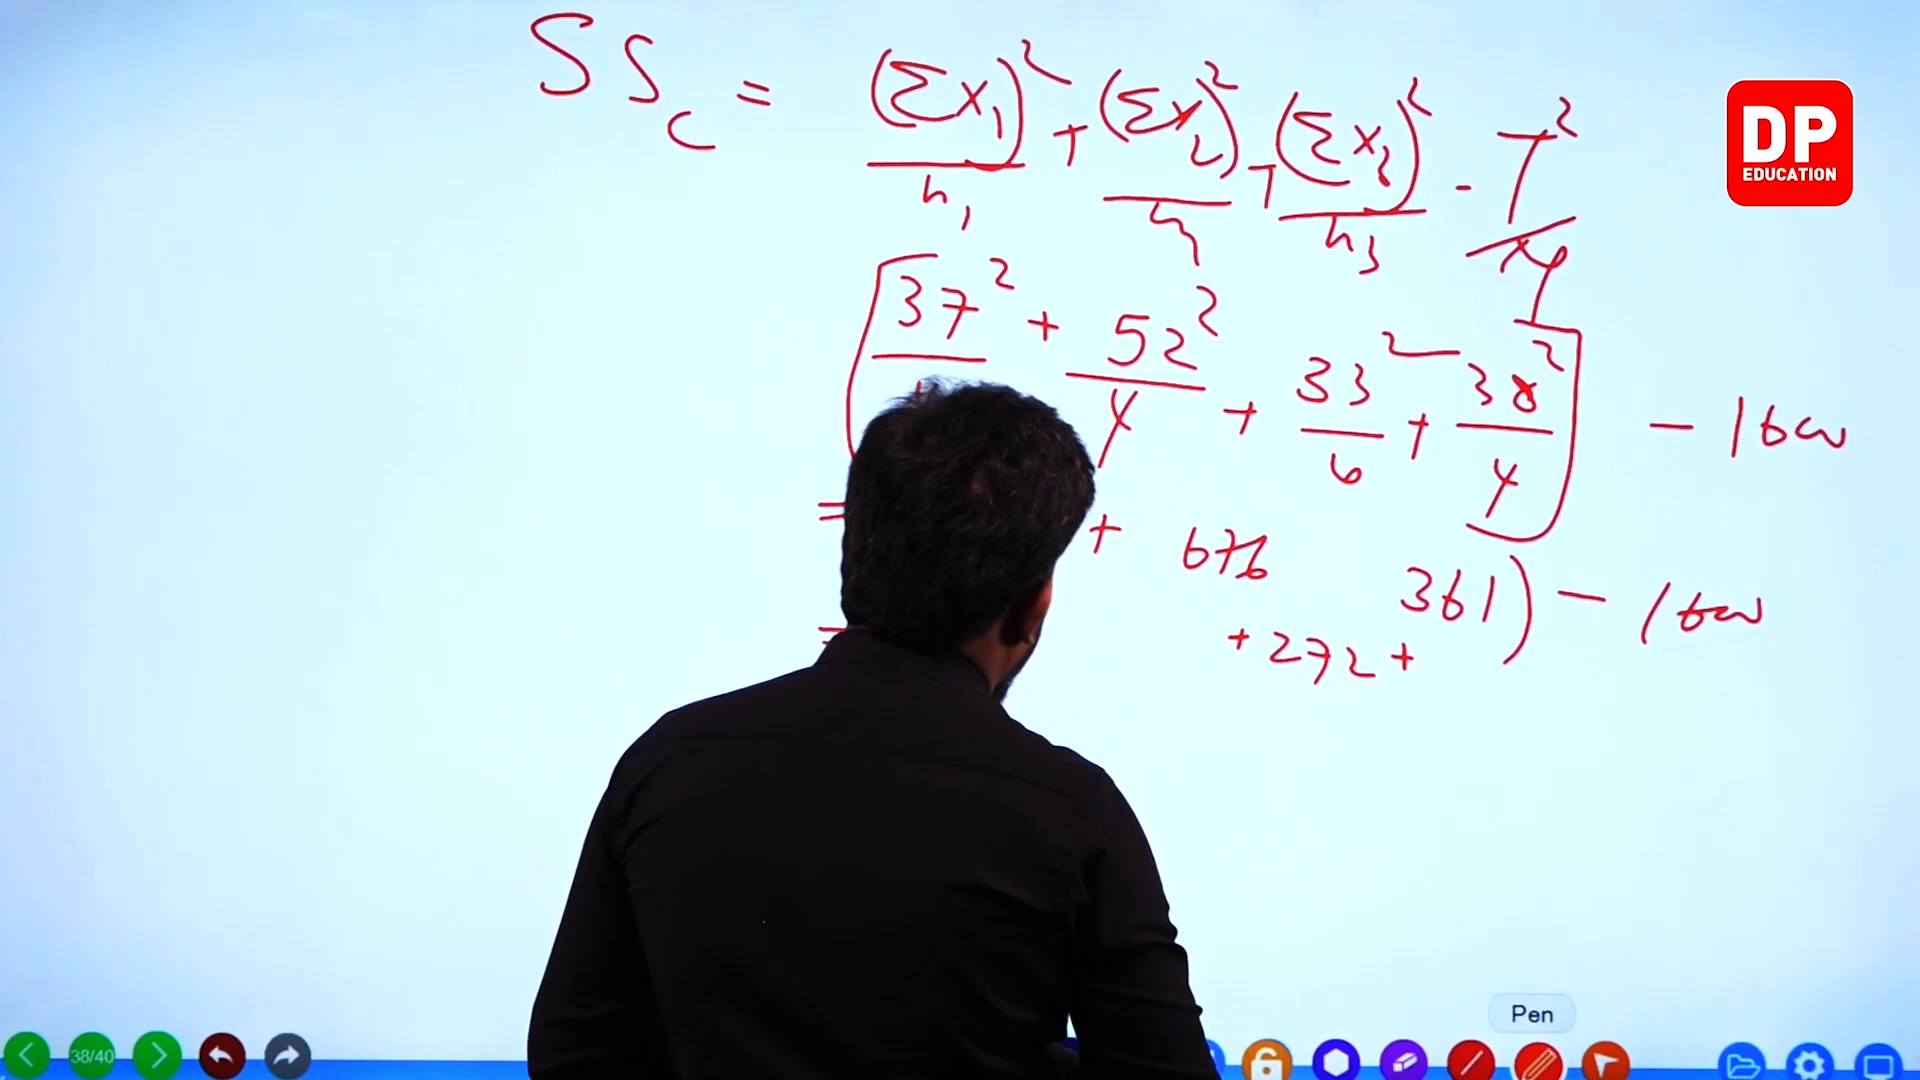 SS_C = (Σx₁)²/n₁ + (Σx₂)²/n + (Σx₃)²/n₃ - T²/N
DP
EDUCATION
37² + 52²/4 + 33²/6 + 38²/4 - 1600
= + 676 + 272 + 361) - 1600
=
Pen
38/40